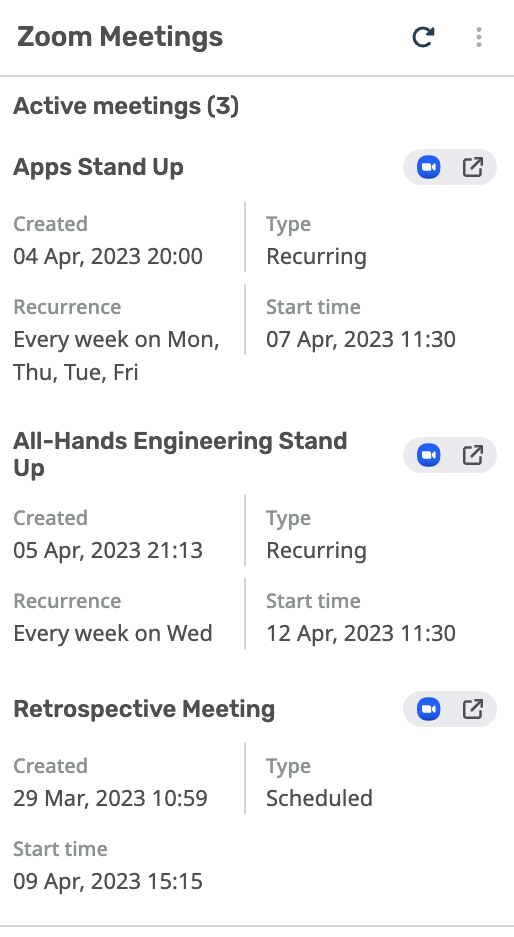 Zoom Meetings
Active meetings (3)
Apps Stand Up
Created
04 Apr, 2023 20:00
Type
Recurring
Recurrence
Every week on Mon,
Thu, Tue, Fri
Start time
07 Apr, 2023 11:30
All-Hands Engineering Stand
Up
Created
05 Apr, 2023 21:13
Type
Recurring
Recurrence
Every week on Wed
Start time
12 Apr, 2023 11:30
Retrospective Meeting
Created
29 Mar, 2023 10:59
Type
Scheduled
Start time
09 Apr, 2023 15:15